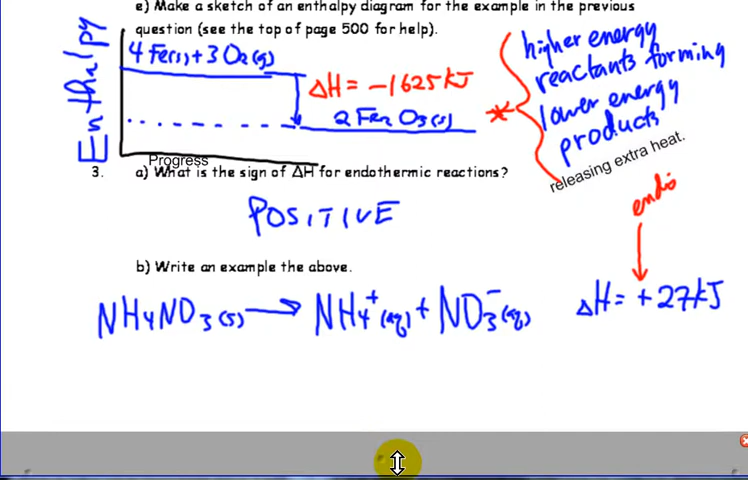 e) Make a sketch of an enthalpy diagram for the example in the previous
question (see the top of page 500 for help).
Enthalpy
4 Fe(s) + 3 O₂(g)
ΔH = -1625 kJ
2 Fe₂O₃(s)
*
higher energy
reactants forming
lower energy
products
releasing extra heat.
Progress
3. a) What is the sign of ΔH for endothermic reactions?
POSITIVE
endo
b) Write an example the above.
NH₄NO₃(s) → NH₄⁺(aq) + NO₃⁻(aq) ΔH = +27kJ